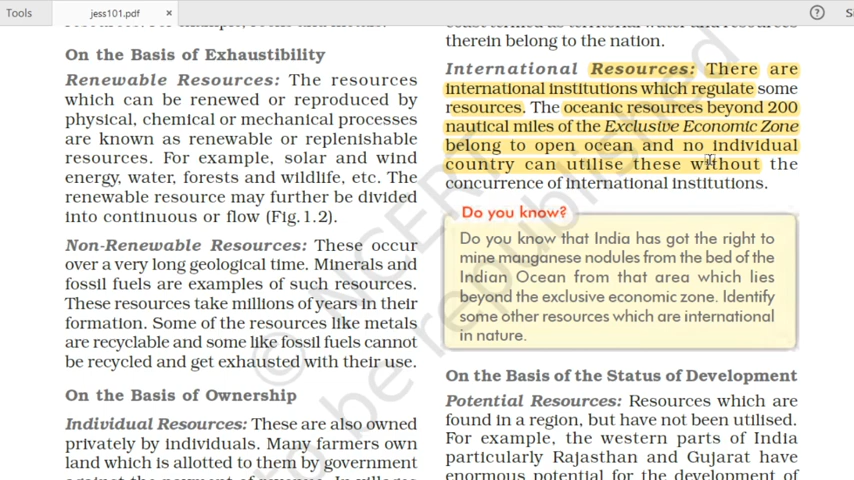 Tools
jess101.pdf
×
?
On the Basis of Exhaustibility
Renewable Resources: The resources
which can be renewed or reproduced by
physical, chemical or mechanical processes
are known as renewable or replenishable
resources. For example, solar and wind
energy, water, forests and wildlife, etc. The
renewable resource may further be divided
into continuous or flow (Fig.1.2).
Non-Renewable Resources: These occur
over a very long geological time. Minerals and
fossil fuels are examples of such resources.
These resources take millions of years in their
formation. Some of the resources like metals
are recyclable and some like fossil fuels cannot
be recycled and get exhausted with their use.
On the Basis of Ownership
Individual Resources: These are also owned
privately by individuals. Many farmers own
land which is allotted to them by government
therein belong to the nation.
International Resources: There are
international institutions which regulate some
resources. The oceanic resources beyond 200
nautical miles of the Exclusive Economic Zone
belong to open ocean and no individual
country can utilise these without the
concurrence of international institutions.
Do you know?
Do you know that India has got the right to
mine manganese nodules from the bed of the
Indian Ocean from that area which lies
beyond the exclusive economic zone. Identify
some other resources which are international
in nature.
On the Basis of the Status of Development
Potential Resources: Resources which are
found in a region, but have not been utilised.
For example, the western parts of India
particularly Rajasthan and Gujarat have
enormous potential for the development of
© NCERT
to be republished